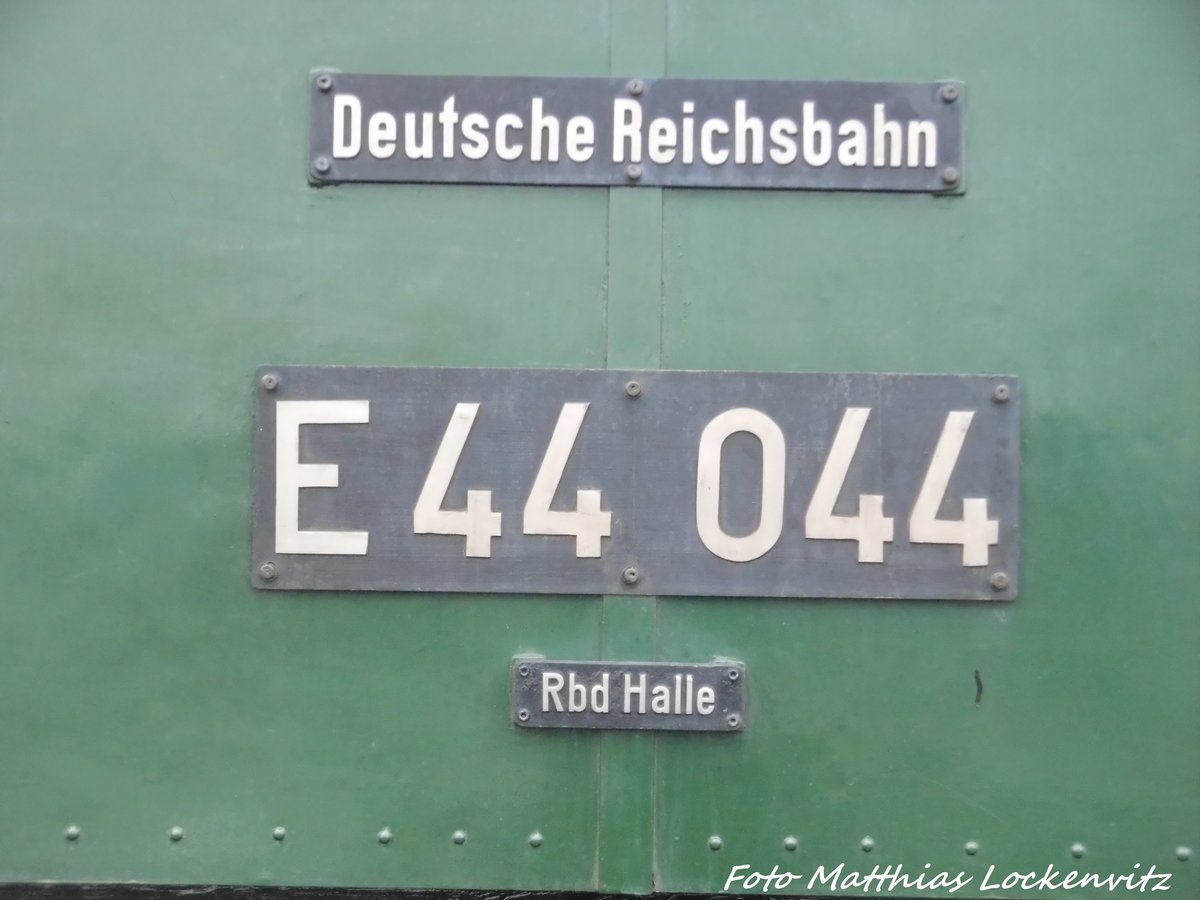 Deutsche Reichsbahn
E 44 044
Rbd Halle
Foto Matthias Lockenvitz